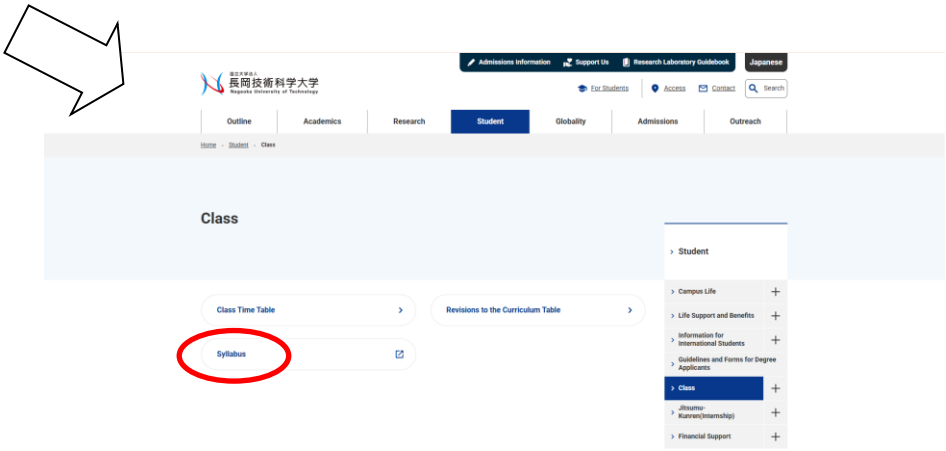 Admissions Information
Support Us
Research Laboratory Guidebook
Japanese
国立大学法人
長岡技術科学大学
Nagaoka University of Technology
For Students
Access
Contact
Search
Outline
Academics
Research
Student
Globality
Admissions
Outreach
Home - Student - Class
Class
Student
Class Time Table
Revisions to the Curriculum Table
Syllabus
Campus Life
Life Support and Benefits
Information for
International Students
Guidelines and Forms for Degree
Applicants
Class
Jitsumu-
Kunren(Internship)
Financial Support